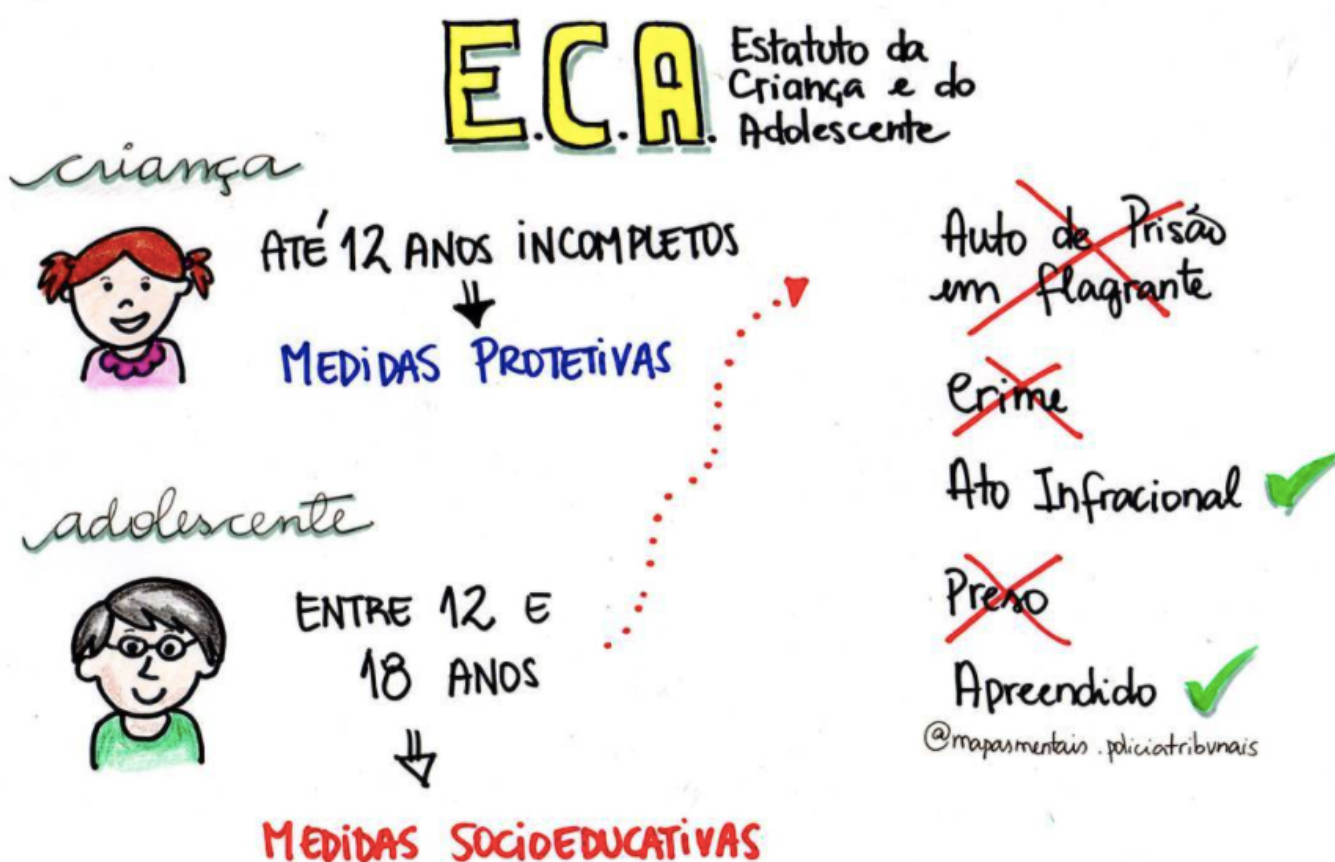 E.C.A.
Estatuto da
Criança e do
Adolescente
criança
ATÉ 12 ANOS INCOMPLETOS
MEDIDAS PROTETIVAS
adolescente
ENTRE 12 E
18 ANOS
MEDIDAS SOCIOEDUCATIVAS
Auto de Prisão
em flagrante
Crime
Ato Infracional
Preso
Apreendido
@mapasmentais.policiatribunais